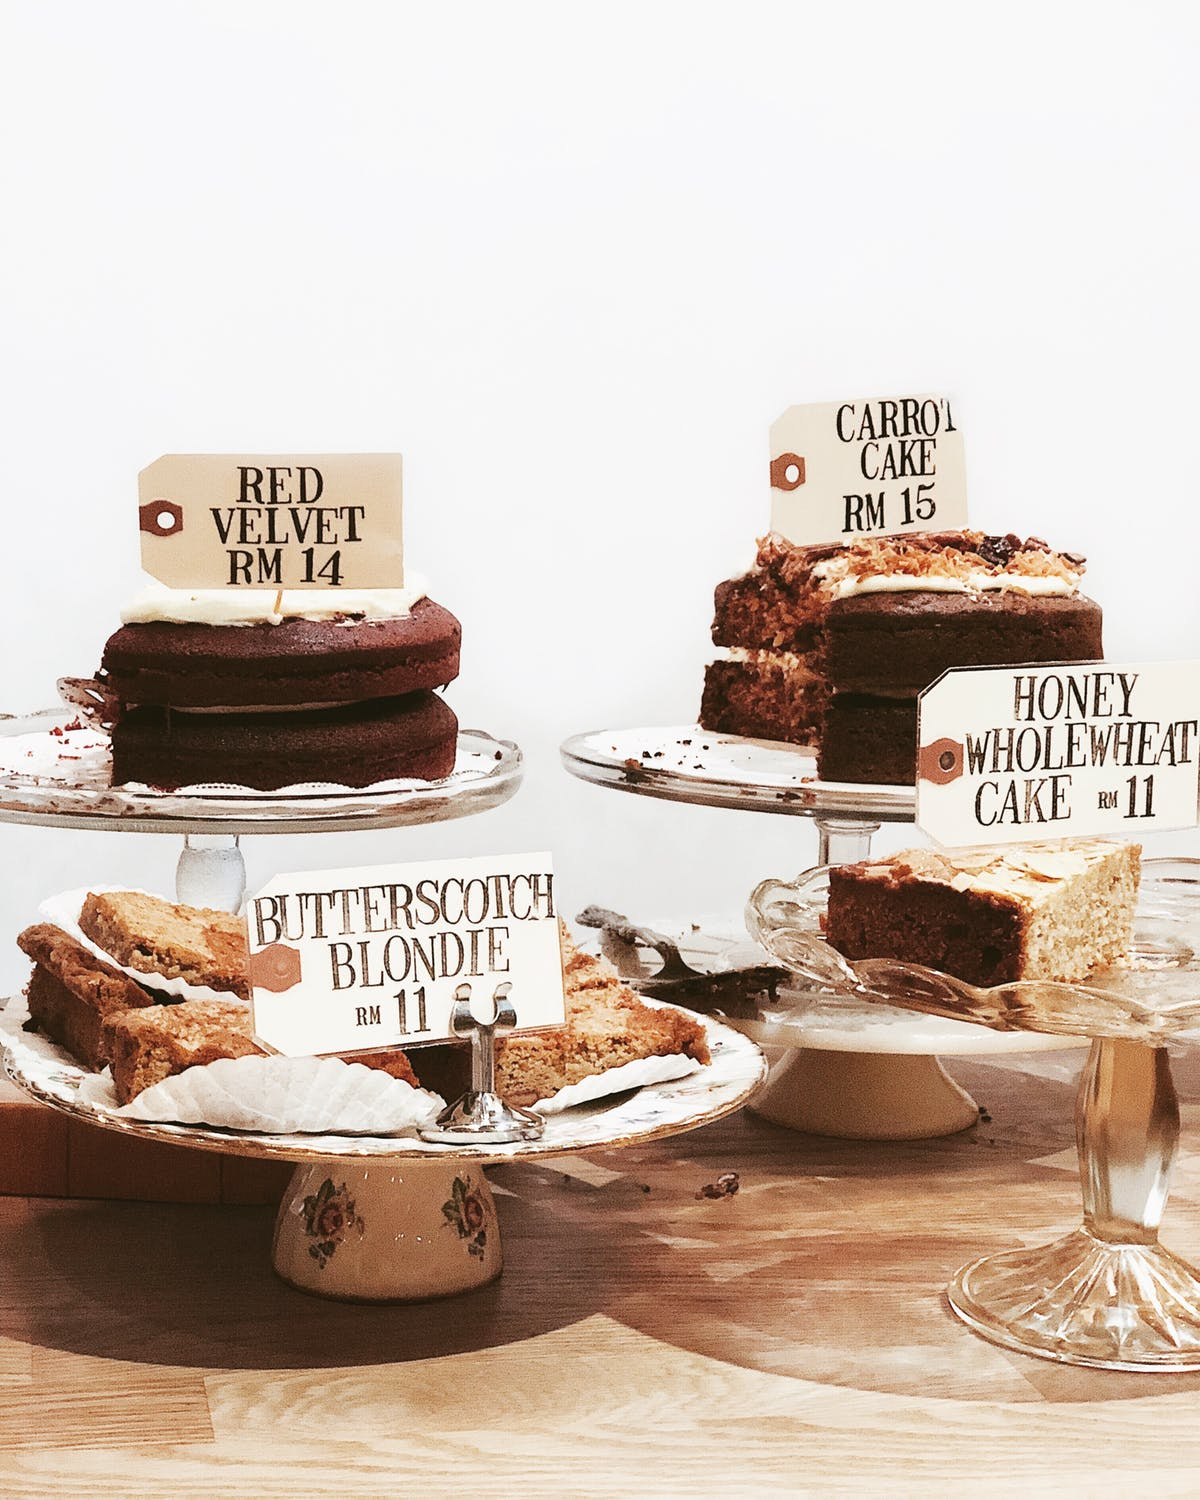 RED
VELVET
RM 14
CARROT
CAKE
RM 15
HONEY
WHOLEWHEAT
CAKE RM 11
BUTTERSCOTCH
BLONDIE
RM 11